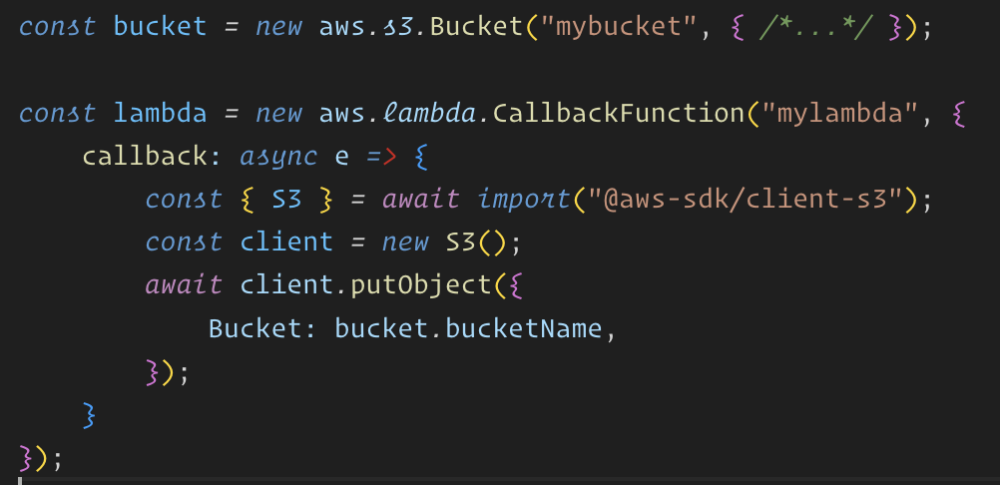 const bucket = new aws.s3.Bucket("mybucket", { /*...*/ });

const lambda = new aws.lambda.CallbackFunction("mylambda", {
    callback: async e => {
        const { S3 } = await import("@aws-sdk/client-s3");
        const client = new S3();
        await client.putObject({
            Bucket: bucket.bucketName,
        });
    }
});